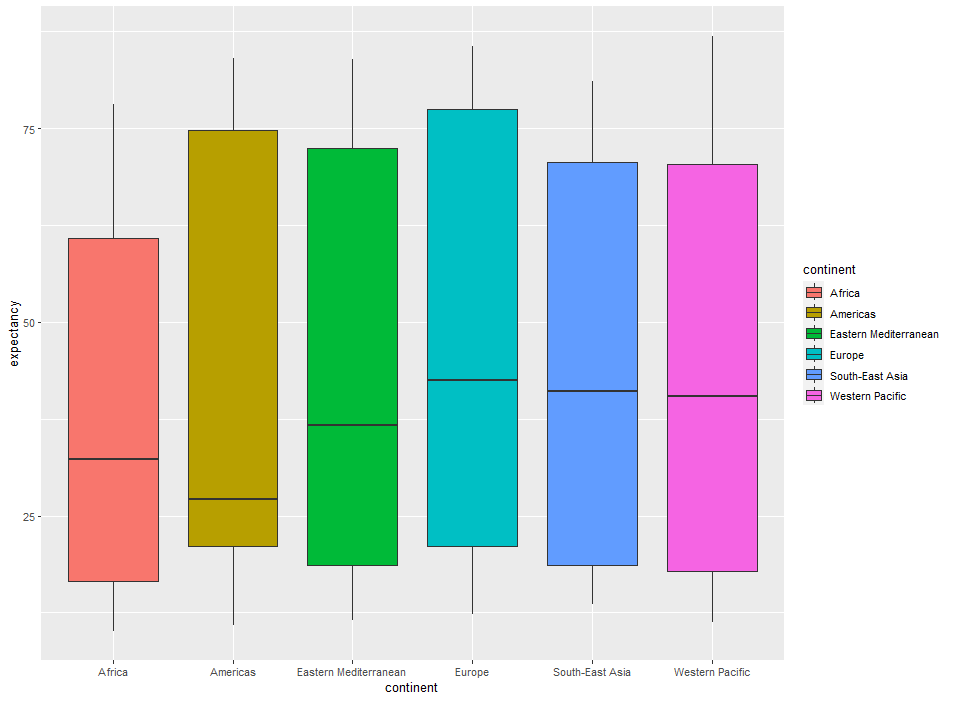 75
50
25
expectancy
Africa
Americas
Eastern Mediterranean
Europe
South-East Asia
Western Pacific
continent
continent
Africa
Americas
Eastern Mediterranean
Europe
South-East Asia
Western Pacific